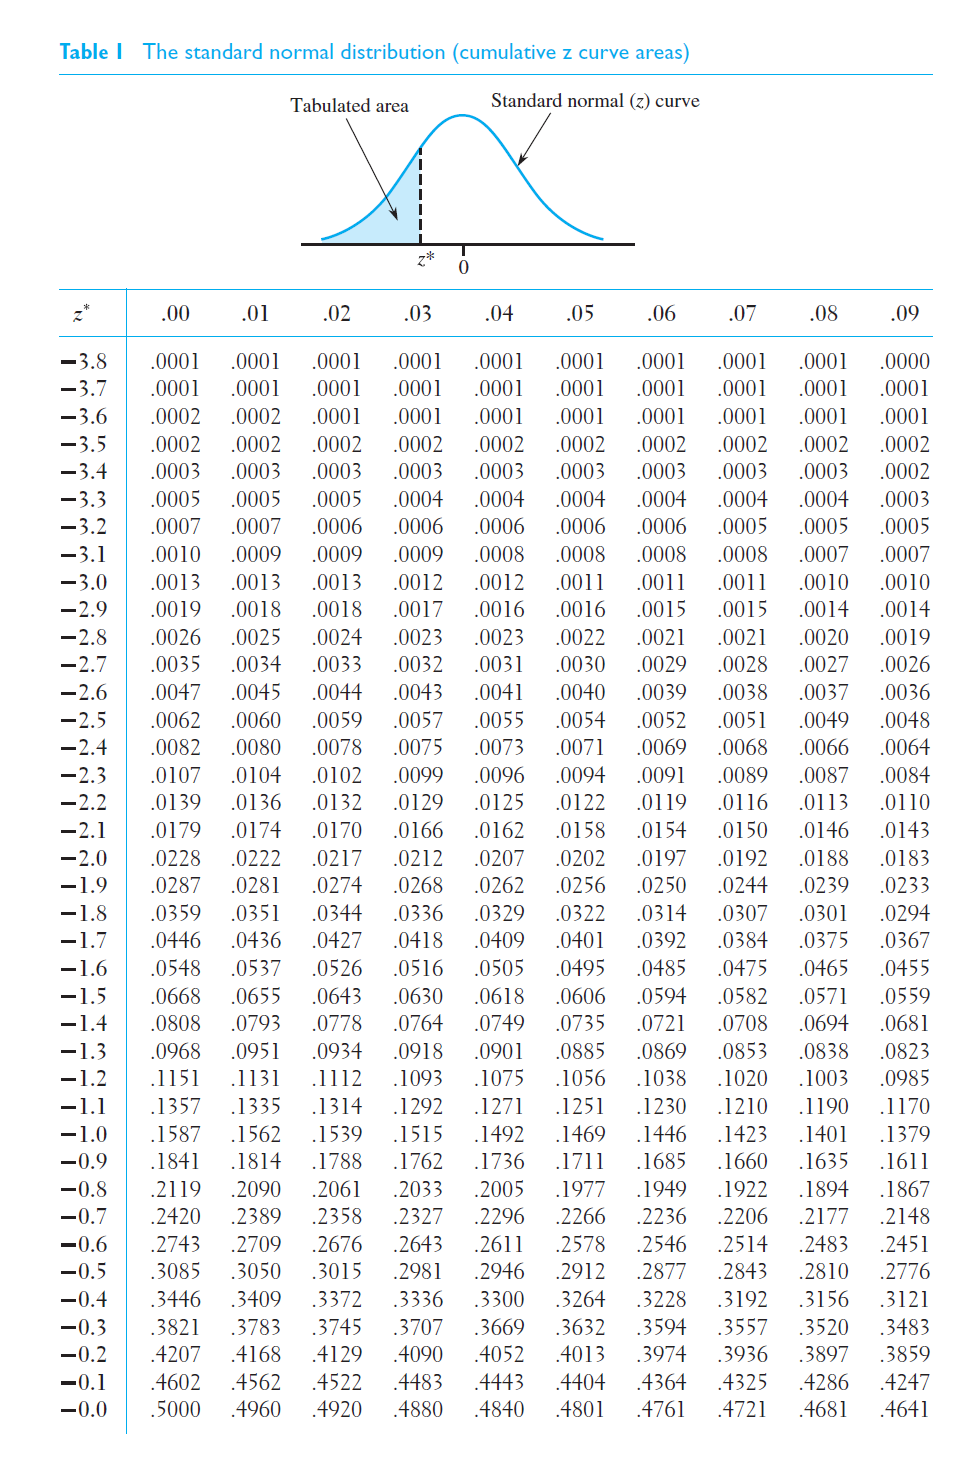 Table 1 The standard normal distribution (cumulative z curve areas)
Tabulated area
Standard normal (z) curve
z*
0
z* .00 .01 .02 .03 .04 .05 .06 .07 .08 .09
−3.8 .0001 .0001 .0001 .0001 .0001 .0001 .0001 .0001 .0001 .0000
−3.7 .0001 .0001 .0001 .0001 .0001 .0001 .0001 .0001 .0001 .0001
−3.6 .0002 .0002 .0001 .0001 .0001 .0001 .0001 .0001 .0001 .0001
−3.5 .0002 .0002 .0002 .0002 .0002 .0002 .0002 .0002 .0002 .0002
−3.4 .0003 .0003 .0003 .0003 .0003 .0003 .0003 .0003 .0003 .0002
−3.3 .0005 .0005 .0005 .0004 .0004 .0004 .0004 .0004 .0004 .0003
−3.2 .0007 .0007 .0006 .0006 .0006 .0006 .0006 .0005 .0005 .0005
−3.1 .0010 .0009 .0009 .0009 .0008 .0008 .0008 .0008 .0007 .0007
−3.0 .0013 .0013 .0013 .0012 .0012 .0011 .0011 .0011 .0010 .0010
−2.9 .0019 .0018 .0018 .0017 .0016 .0016 .0015 .0015 .0014 .0014
−2.8 .0026 .0025 .0024 .0023 .0023 .0022 .0021 .0021 .0020 .0019
−2.7 .0035 .0034 .0033 .0032 .0031 .0030 .0029 .0028 .0027 .0026
−2.6 .0047 .0045 .0044 .0043 .0041 .0040 .0039 .0038 .0037 .0036
−2.5 .0062 .0060 .0059 .0057 .0055 .0054 .0052 .0051 .0049 .0048
−2.4 .0082 .0080 .0078 .0075 .0073 .0071 .0069 .0068 .0066 .0064
−2.3 .0107 .0104 .0102 .0099 .0096 .0094 .0091 .0089 .0087 .0084
−2.2 .0139 .0136 .0132 .0129 .0125 .0122 .0119 .0116 .0113 .0110
−2.1 .0179 .0174 .0170 .0166 .0162 .0158 .0154 .0150 .0146 .0143
−2.0 .0228 .0222 .0217 .0212 .0207 .0202 .0197 .0192 .0188 .0183
−1.9 .0287 .0281 .0274 .0268 .0262 .0256 .0250 .0244 .0239 .0233
−1.8 .0359 .0351 .0344 .0336 .0329 .0322 .0314 .0307 .0301 .0294
−1.7 .0446 .0436 .0427 .0418 .0409 .0401 .0392 .0384 .0375 .0367
−1.6 .0548 .0537 .0526 .0516 .0505 .0495 .0485 .0475 .0465 .0455
−1.5 .0668 .0655 .0643 .0630 .0618 .0606 .0594 .0582 .0571 .0559
−1.4 .0808 .0793 .0778 .0764 .0749 .0735 .0721 .0708 .0694 .0681
−1.3 .0968 .0951 .0934 .0918 .0901 .0885 .0869 .0853 .0838 .0823
−1.2 .1151 .1131 .1112 .1093 .1075 .1056 .1038 .1020 .1003 .0985
−1.1 .1357 .1335 .1314 .1292 .1271 .1251 .1230 .1210 .1190 .1170
−1.0 .1587 .1562 .1539 .1515 .1492 .1469 .1446 .1423 .1401 .1379
−0.9 .1841 .1814 .1788 .1762 .1736 .1711 .1685 .1660 .1635 .1611
−0.8 .2119 .2090 .2061 .2033 .2005 .1977 .1949 .1922 .1894 .1867
−0.7 .2420 .2389 .2358 .2327 .2296 .2266 .2236 .2206 .2177 .2148
−0.6 .2743 .2709 .2676 .2643 .2611 .2578 .2546 .2514 .2483 .2451
−0.5 .3085 .3050 .3015 .2981 .2946 .2912 .2877 .2843 .2810 .2776
−0.4 .3446 .3409 .3372 .3336 .3300 .3264 .3228 .3192 .3156 .3121
−0.3 .3821 .3783 .3745 .3707 .3669 .3632 .3594 .3557 .3520 .3483
−0.2 .4207 .4168 .4129 .4090 .4052 .4013 .3974 .3936 .3897 .3859
−0.1 .4602 .4562 .4522 .4483 .4443 .4404 .4364 .4325 .4286 .4247
−0.0 .5000 .4960 .4920 .4880 .4840 .4801 .4761 .4721 .4681 .4641